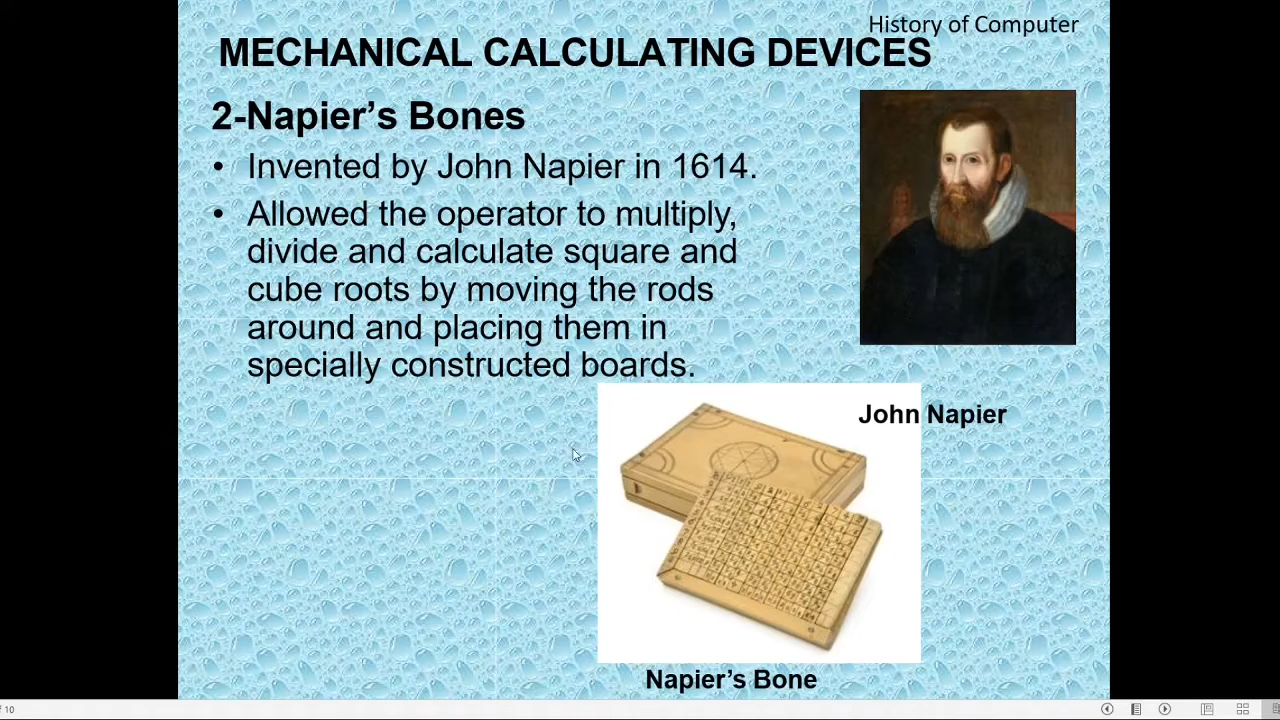 History of Computer
MECHANICAL CALCULATING DEVICES
2-Napier’s Bones
• Invented by John Napier in 1614.
• Allowed the operator to multiply,
divide and calculate square and
cube roots by moving the rods
around and placing them in
specially constructed boards.
John Napier
Napier’s Bone
of 10